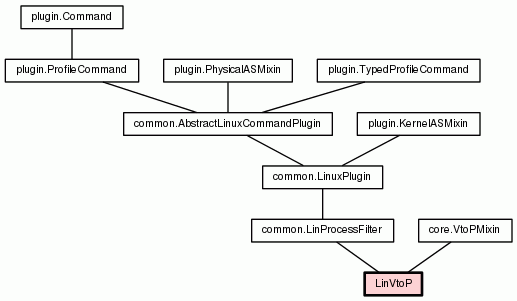 plugin.Command
plugin.ProfileCommand
plugin.PhysicalASMixin
plugin.TypedProfileCommand
common.AbstractLinuxCommandPlugin
plugin.KernelASMixin
common.LinuxPlugin
common.LinProcessFilter
core.VtoPMixin
LinVtoP